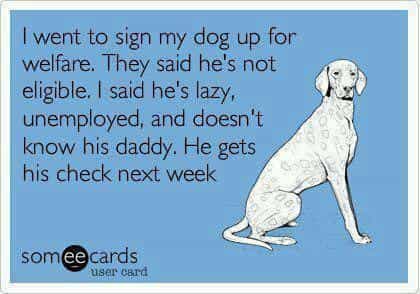 I went to sign my dog up for
welfare. They said he's not
eligible. I said he's lazy,
unemployed, and doesn't
know his daddy. He gets
his check next week
someecards
user card